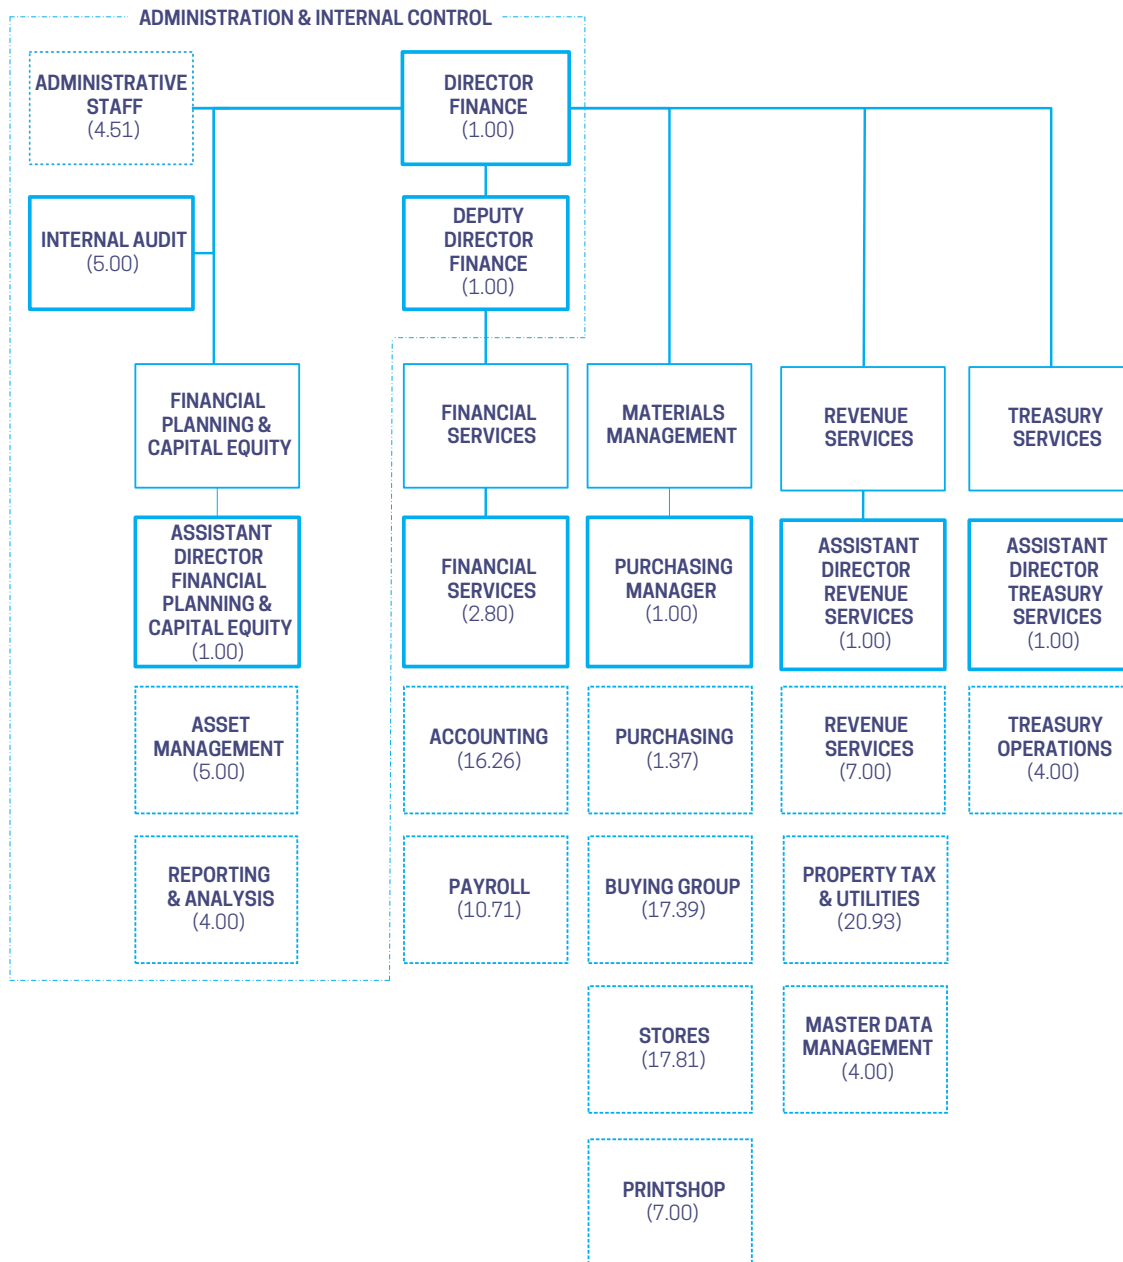 ADMINISTRATION & INTERNAL CONTROL
ADMINISTRATIVE
STAFF
(4.51)
DIRECTOR
FINANCE
(1.00)
INTERNAL AUDIT
(5.00)
DEPUTY
DIRECTOR
FINANCE
(1.00)
FINANCIAL
PLANNING &
CAPITAL EQUITY
FINANCIAL
SERVICES
MATERIALS
MANAGEMENT
REVENUE
SERVICES
TREASURY
SERVICES
ASSISTANT
DIRECTOR
FINANCIAL
PLANNING &
CAPITAL EQUITY
(1.00)
FINANCIAL
SERVICES
(2.80)
PURCHASING
MANAGER
(1.00)
ASSISTANT
DIRECTOR
REVENUE
SERVICES
(1.00)
ASSISTANT
DIRECTOR
TREASURY
SERVICES
(1.00)
ASSET
MANAGEMENT
(5.00)
ACCOUNTING
(16.26)
PURCHASING
(1.37)
REVENUE
SERVICES
(7.00)
TREASURY
OPERATIONS
(4.00)
REPORTING
& ANALYSIS
(4.00)
PAYROLL
(10.71)
BUYING GROUP
(17.39)
PROPERTY TAX
& UTILITIES
(20.93)
STORES
(17.81)
MASTER DATA
MANAGEMENT
(4.00)
PRINTSHOP
(7.00)